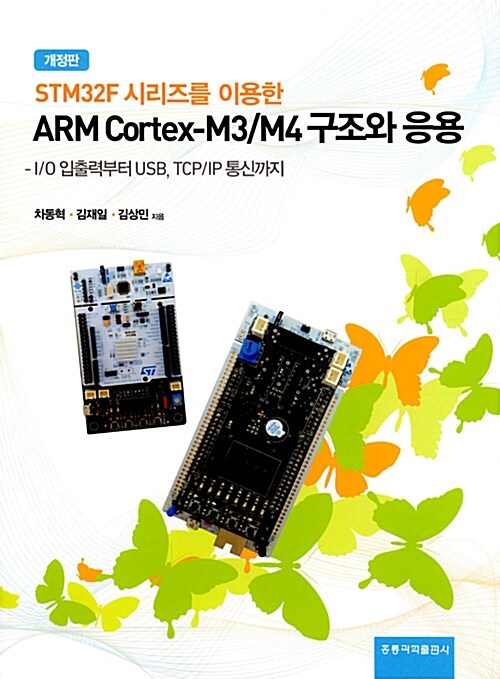 개정판
STM32F 시리즈를 이용한
ARM Cortex-M3/M4 구조와 응용
- I/O 입출력부터 USB, TCP/IP 통신까지
차동혁 • 김재일 • 김상민 지음
홍릉과학출판사